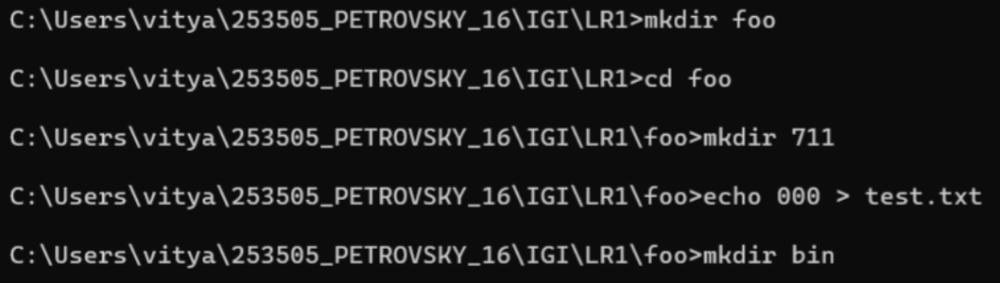 C:\Users\vitya\253505_PETROVSKY_16\IGI\LR1>mkdir foo
C:\Users\vitya\253505_PETROVSKY_16\IGI\LR1>cd foo
C:\Users\vitya\253505_PETROVSKY_16\IGI\LR1\foo>mkdir 711
C:\Users\vitya\253505_PETROVSKY_16\IGI\LR1\foo>echo 000 > test.txt
C:\Users\vitya\253505_PETROVSKY_16\IGI\LR1\foo>mkdir bin